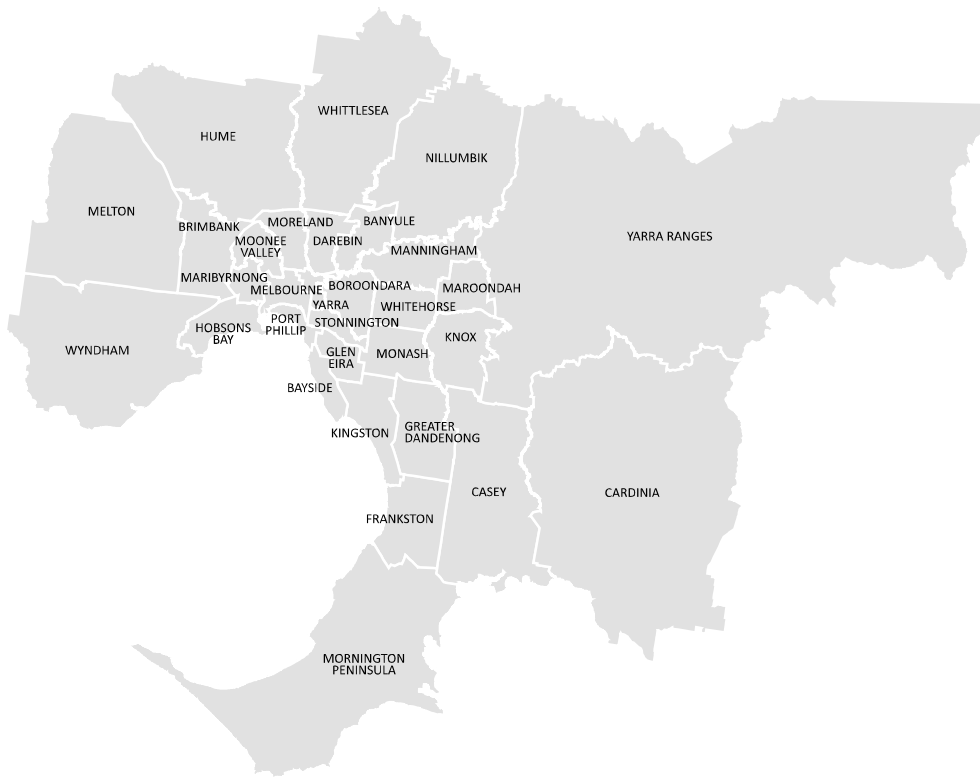 WHITTLESEA
HUME
NILLUMBIK
MELTON
MORELAND
BANYULE
BRIMBANK
YARRA RANGES
MOONEE
VALLEY
DAREBIN
MANNINGHAM
MARIBYRNONG
MELBOURNE
BOROONDARA
MAROONDAH
YARRA
WHITEHORSE
PORT
PHILLIP
STONNINGTON
HOBSONS
BAY
KNOX
WYNDHAM
GLEN
EIRA
MONASH
BAYSIDE
KINGSTON
GREATER
DANDENONG
CASEY
CARDINIA
FRANKSTON
MORNINGTON
PENINSULA